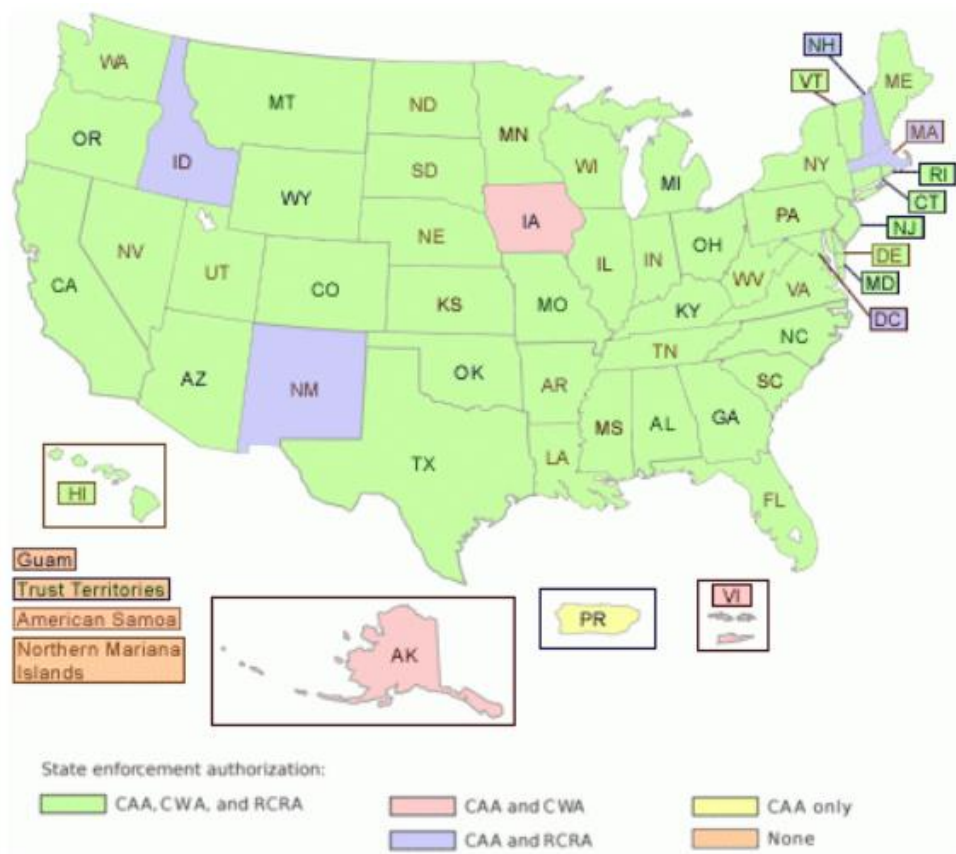 NH
WA
VT
ME
MT
ND
MN
OR
MA
ID
SD
WI
NY
RI
WY
MI
CT
IA
PA
NE
NJ
NV
OH
IL
IN
DE
UT
WV
CA
CO
VA
MD
KS
MO
KY
DC
NC
TN
OK
AZ
NM
AR
SC
MS
AL
GA
LA
TX
HI
FL
Guam
Trust Territories
VI
American Samoa
PR
Northern Mariana
Islands
AK
State enforcement authorization:
CAA, CWA, and RCRA
CAA and CWA
CAA only
CAA and RCRA
None